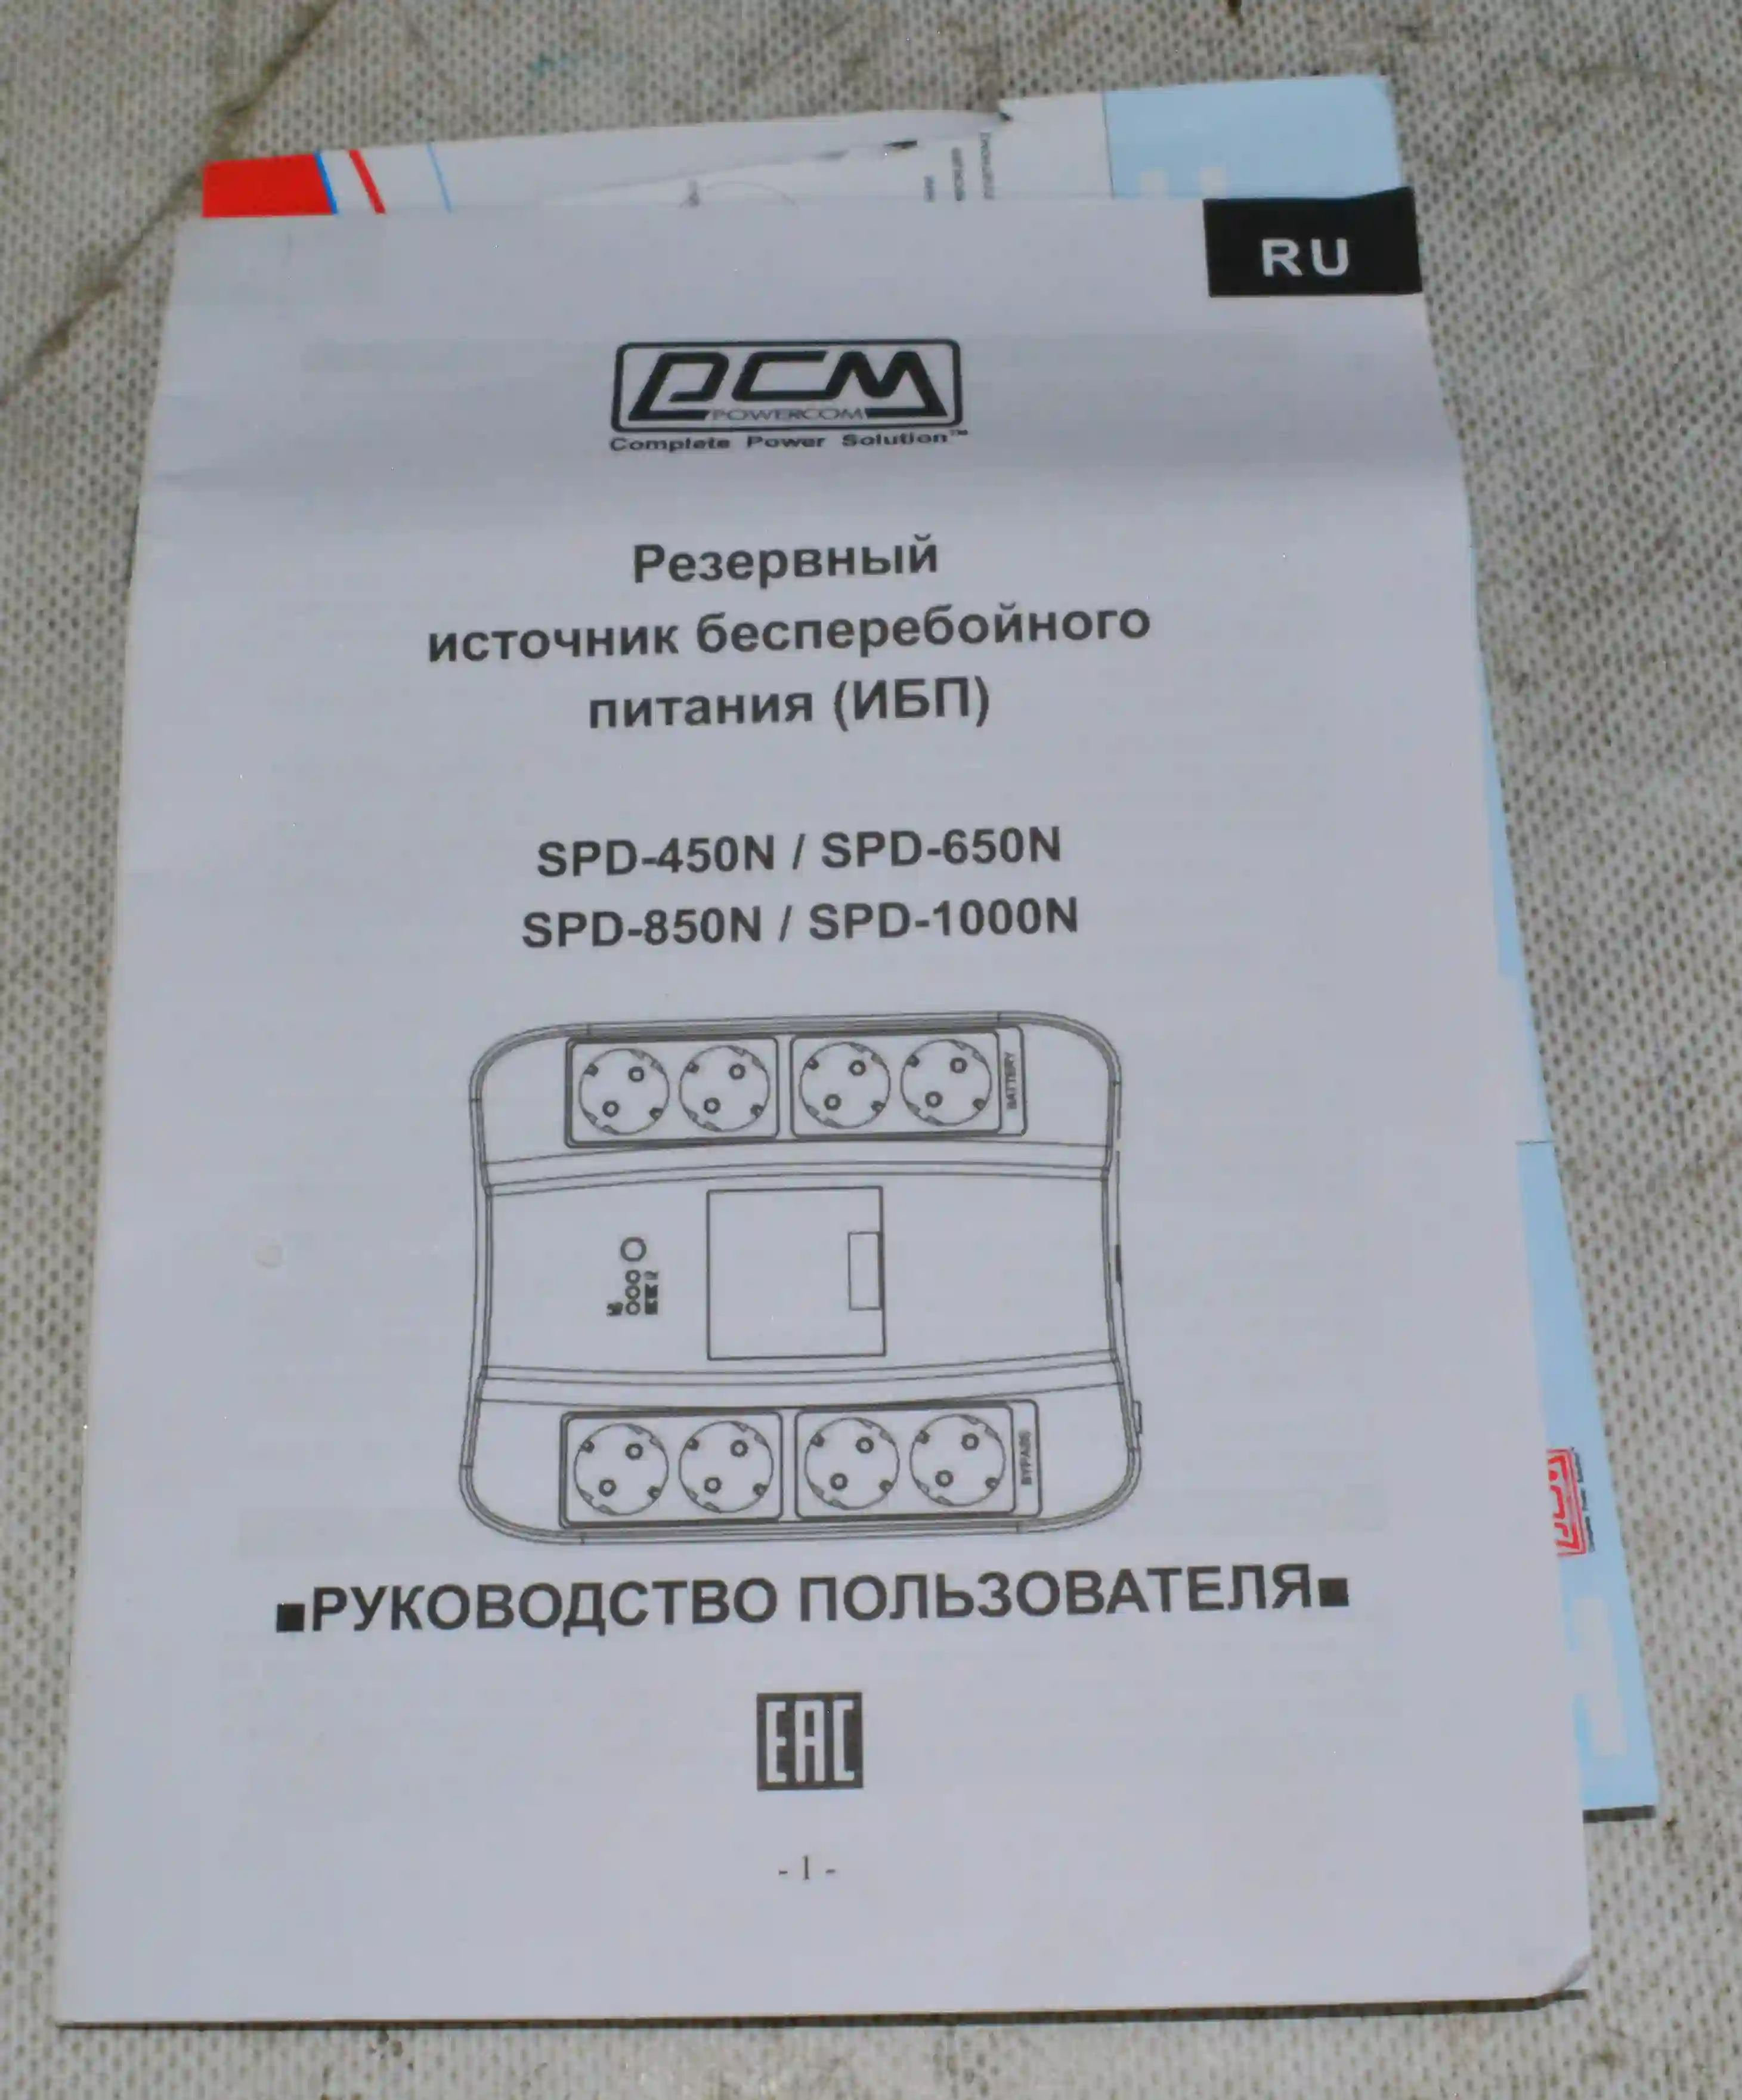 RU
PCM
POWERCOM
Complete Power Solution™
Резервный
источник бесперебойного
питания (ИБП)
SPD-450N / SPD-650N
SPD-850N / SPD-1000N
BATTERY
BYPASS
■РУКОВОДСТВО ПОЛЬЗОВАТЕЛЯ■
EAC
- 1 -